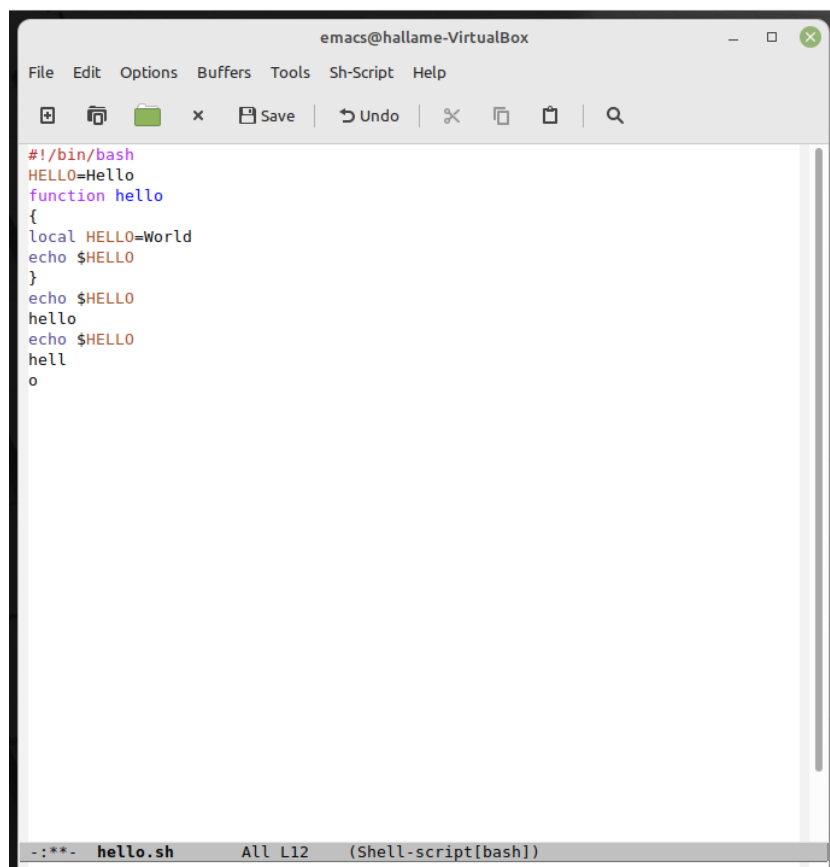 emacs@hallame-VirtualBox
File Edit Options Buffers Tools Sh-Script Help
Save Undo
#!/bin/bash
HELLO=Hello
function hello
{
local HELLO=World
echo $HELLO
}
echo $HELLO
hello
echo $HELLO
hell
o
-:**- hello.sh All L12 (Shell-script[bash])